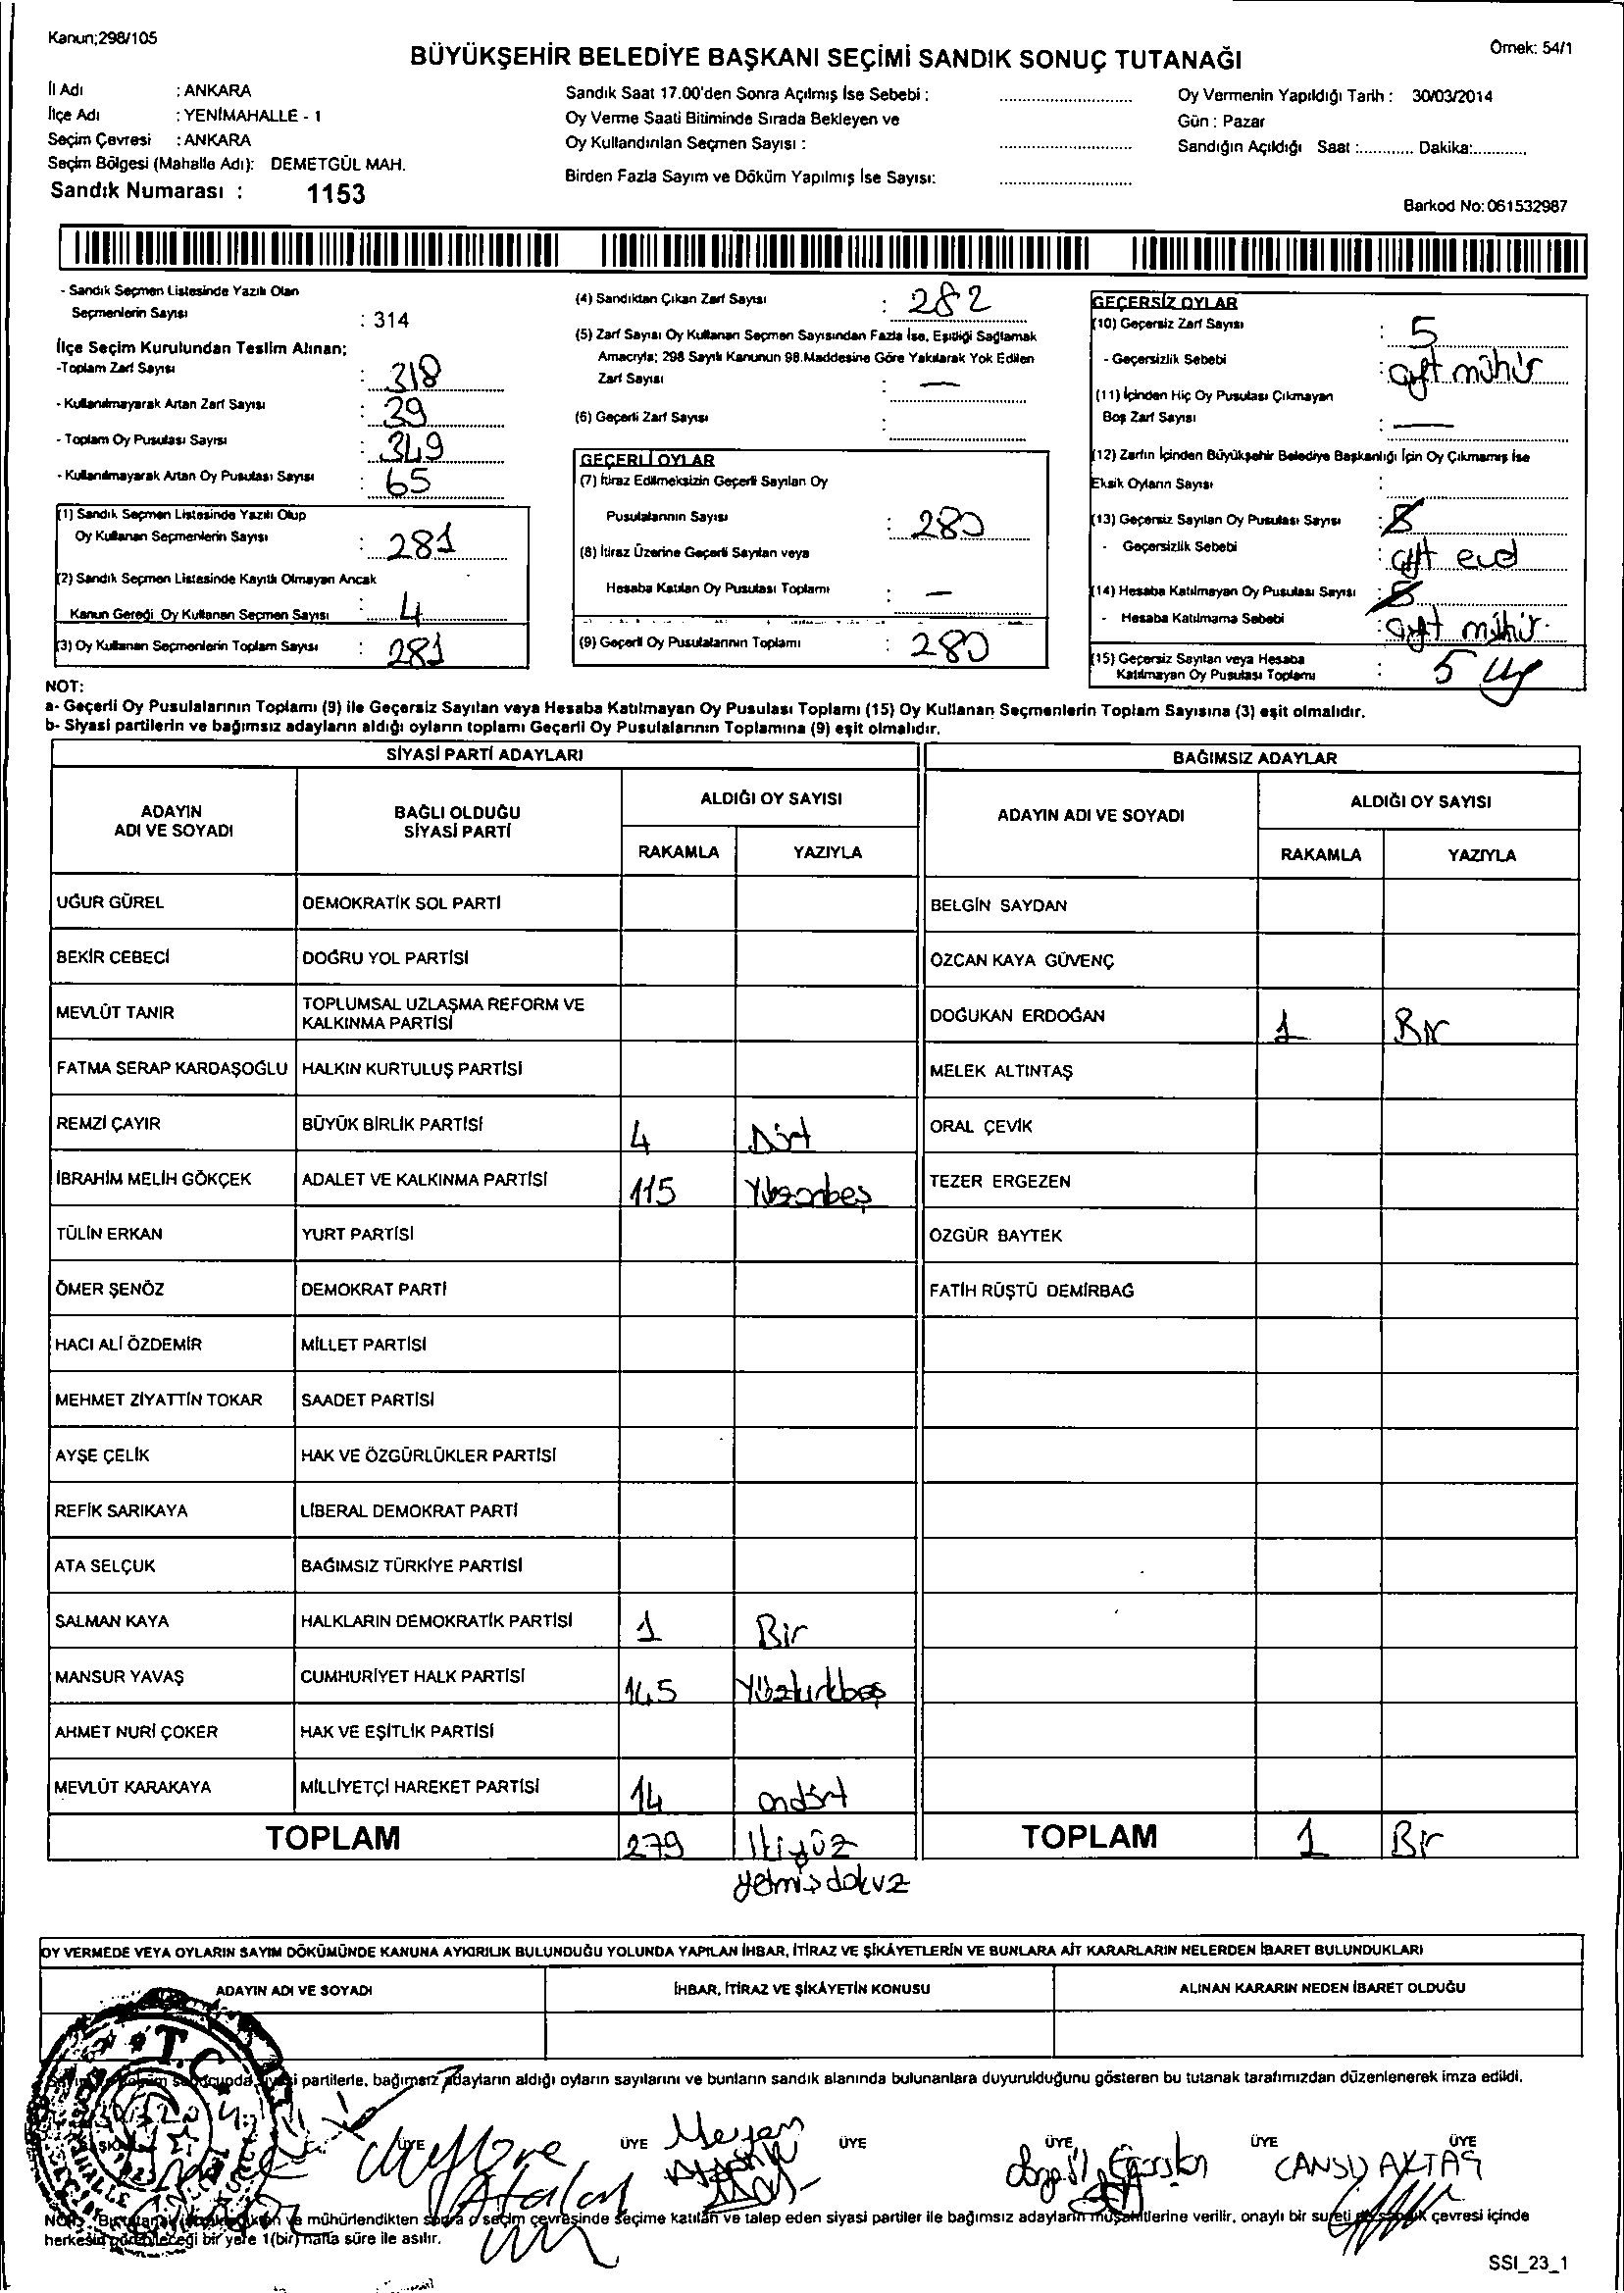 Kanun;298/105
Örnek: 54/1
BÜYÜKŞEHİR BELEDİYE BAŞKANI SEÇİMİ SANDIK SONUÇ TUTANAĞI
İl Adı : ANKARA
İlçe Adı : YENİMAHALLE - 1
Seçim Çevresi : ANKARA
Seçim Bölgesi (Mahalle Adı): DEMETGÜL MAH.
Sandık Numarası : 1153
Sandık Saat 17.00'den Sonra Açılmış İse Sebebi :
Oy Verme Saati Bitiminde Sırada Bekleyen ve
Oy Kullandırılan Seçmen Sayısı :
Birden Fazla Sayım ve Döküm Yapılmış İse Sayısı:
Oy Vermenin Yapıldığı Tarih : 30/03/2014
Gün : Pazar
Sandığın Açıldığı Saat :............ Dakika:............
Barkod No: 061532987
- Sandık Seçmen Listesinde Yazılı Olan
Seçmenlerin Sayısı : 314
İlçe Seçim Kurulundan Teslim Alınan;
-Toplam Zarf Sayısı : 318
- Kullanılmayarak Artan Zarf Sayısı : 39
- Toplam Oy Pusulası Sayısı : 349
- Kullanılmayarak Artan Oy Pusulası Sayısı : 65
(1) Sandık Seçmen Listesinde Yazılı Olup
Oy Kullanan Seçmenlerin Sayısı : 281
(2) Sandık Seçmen Listesinde Kayıtlı Olmayan Ancak
Kanun Gereği Oy Kullanan Seçmen Sayısı : 4
(3) Oy Kullanan Seçmenlerin Toplam Sayısı : 281
(4) Sandıktan Çıkan Zarf Sayısı : 282
(5) Zarf Sayısı Oy Kullanan Seçmen Sayısından Fazla İse, Eşitliği Sağlamak
Amacıyla; 298 Sayılı Kanunun 98.Maddesine Göre Yakılarak Yok Edilen
Zarf Sayısı : —
(6) Geçerli Zarf Sayısı :
GEÇERLİ OYLAR
(7) İtiraz Edilmeksizin Geçerli Sayılan Oy
Pusulalarının Sayısı : 280
(8) İtiraz Üzerine Geçerli Sayılan veya
Hesaba Katılan Oy Pusulası Toplamı : —
(9) Geçerli Oy Pusulalarının Toplamı : 280
GEÇERSİZ OYLAR
(10) Geçersiz Zarf Sayısı : 5
- Geçersizlik Sebebi : çift mühür
(11) İçinden Hiç Oy Pusulası Çıkmayan
Boş Zarf Sayısı : —
(12) Zarfın İçinden Büyükşehir Belediye Başkanlığı İçin Oy Çıkmamış İse
Eksik Oyların Sayısı :
(13) Geçersiz Sayılan Oy Pusulası Sayısı :
- Geçersizlik Sebebi : çift
(14) Hesaba Katılmayan Oy Pusulası Sayısı :
- Hesaba Katılmama Sebebi : çift mühür
(15) Geçersiz Sayılan veya Hesaba
Katılmayan Oy Pusulası Toplamı : 5
NOT:
a- Geçerli Oy Pusulalarının Toplamı (9) ile Geçersiz Sayılan veya Hesaba Katılmayan Oy Pusulası Toplamı (15) Oy Kullanan Seçmenlerin Toplam Sayısına (3) eşit olmalıdır.
b- Siyasi partilerin ve bağımsız adayların aldığı oyların toplamı Geçerli Oy Pusulalarının Toplamına (9) eşit olmalıdır.
SİYASİ PARTİ ADAYLARI
ADAYIN ADI VE SOYADI BAĞLI OLDUĞU SİYASİ PARTİ ALDIĞI OY SAYISI
RAKAMLA YAZIYLA
UĞUR GÜREL DEMOKRATİK SOL PARTİ
BEKİR CEBECİ DOĞRU YOL PARTİSİ
MEVLÜT TANIR TOPLUMSAL UZLAŞMA REFORM VE KALKINMA PARTİSİ
FATMA SERAP KARDAŞOĞLU HALKIN KURTULUŞ PARTİSİ
REMZİ ÇAYIR BÜYÜK BİRLİK PARTİSİ 4 Dört
İBRAHİM MELİH GÖKÇEK ADALET VE KALKINMA PARTİSİ 115 Yüzonbeş
TÜLİN ERKAN YURT PARTİSİ
ÖMER ŞENÖZ DEMOKRAT PARTİ
HACI ALİ ÖZDEMİR MİLLET PARTİSİ
MEHMET ZİYATTİN TOKAR SAADET PARTİSİ
AYŞE ÇELİK HAK VE ÖZGÜRLÜKLER PARTİSİ
REFİK SARIKAYA LİBERAL DEMOKRAT PARTİ
ATA SELÇUK BAĞIMSIZ TÜRKİYE PARTİSİ
SALMAN KAYA HALKLARIN DEMOKRATİK PARTİSİ 1 Bir
MANSUR YAVAŞ CUMHURİYET HALK PARTİSİ 145 Yüzkırkbeş
AHMET NURİ ÇOKER HAK VE EŞİTLİK PARTİSİ
MEVLÜT KARAKAYA MİLLİYETÇİ HAREKET PARTİSİ 14 ondört
TOPLAM 279 İkiyüz
yetmişdokuz
BAĞIMSIZ ADAYLAR
ADAYIN ADI VE SOYADI ALDIĞI OY SAYISI
RAKAMLA YAZIYLA
BELGİN SAYDAN
ÖZCAN KAYA GÜVENÇ
DOĞUKAN ERDOĞAN 1 Bir
MELEK ALTINTAŞ
ORAL ÇEVİK
TEZER ERGEZEN
ÖZGÜR BAYTEK
FATİH RÜŞTÜ DEMİRBAĞ
TOPLAM 1 Bir
OY VERMEDE VEYA OYLARIN SAYIM DÖKÜMÜNDE KANUNA AYKIRILIK BULUNDUĞU YOLUNDA YAPILAN İHBAR, İTİRAZ VE ŞİKÂYETLERİN VE BUNLARA AİT KARARLARIN NELERDEN İBARET BULUNDUKLARI
ADAYIN ADI VE SOYADI İHBAR, İTİRAZ VE ŞİKÂYETİN KONUSU ALINAN KARARIN NEDEN İBARET OLDUĞU
partilerle, bağımsız adayların aldığı oyların sayılarını ve bunların sandık alanında bulunanlara duyurulduğunu gösteren bu tutanak tarafımızdan düzenlenerek imza edildi.
T.C.
ÜYE ÜYE ÜYE ÜYE ÜYE ÜYE
Atalan
Meyem
CANSU AKTAŞ
NOT: Bu tutanak ve mühürlendikten sonra o seçim çevresinde seçime katılan ve talep eden siyasi partiler ile bağımsız adayların müşahitlerine verilir, onaylı bir sureti de sandık çevresi içinde
herkesin görebileceği bir yere 1(bir) hafta süre ile asılır.
SSI_23_1